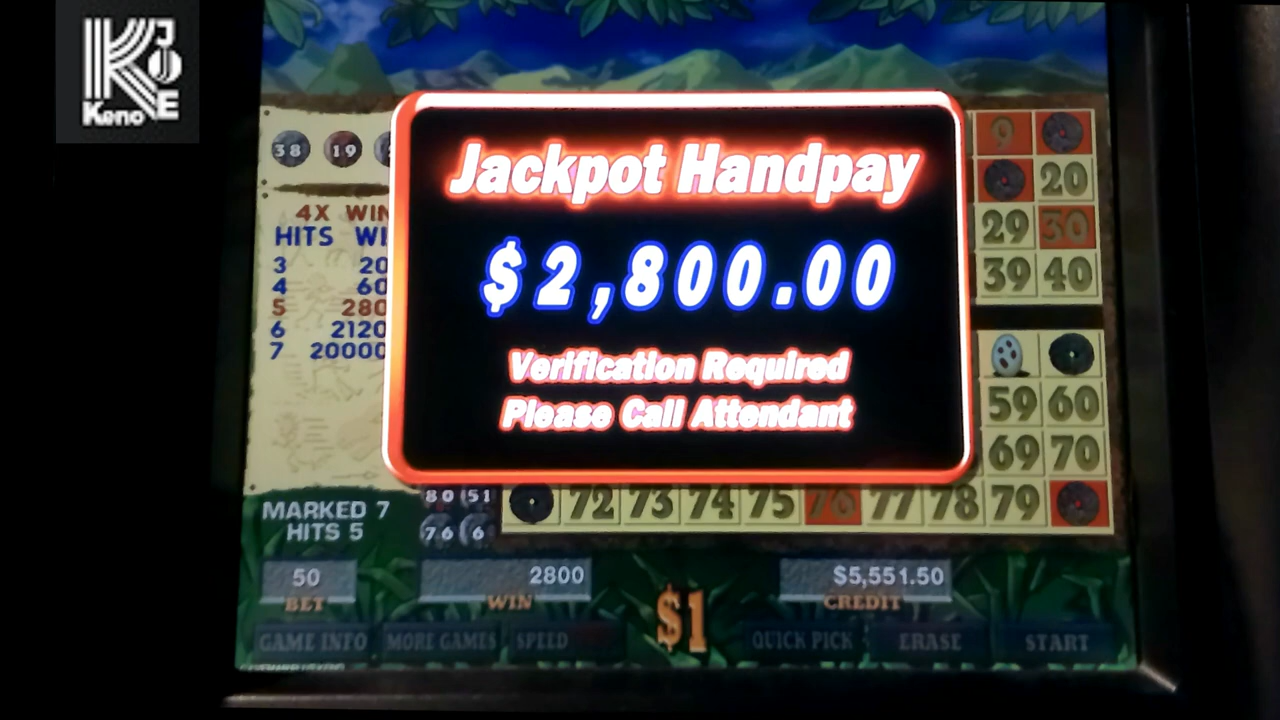 K JUE
Keno
38 19
4X WIN
HITS WI
3 20
4 60
5 280
6 2120
7 20000
MARKED 7
HITS 5
Jackpot Handpay
$2,800.00
Verification Required
Please Call Attendant
9
20
29 30
39 40
59 60
69 70
80 51
76 6
72 73 74 75 76 77 78 79
50
BET
2800
WIN
$1
$5,551.50
CREDIT
GAME INFO MORE GAMES SPEED QUICK PICK ERASE START